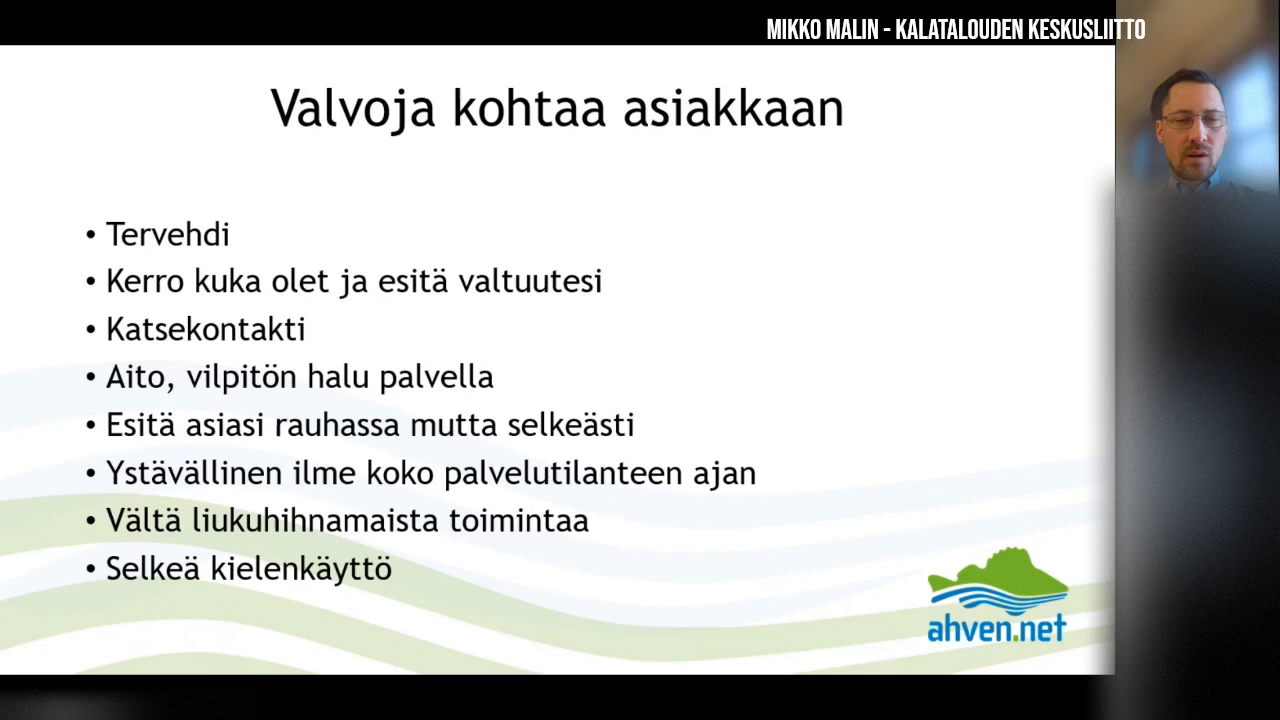 MIKKO MALIN - KALATALOUDEN KESKUSLIITTO
Valvoja kohtaa asiakkaan
• Tervehdi
• Kerro kuka olet ja esitä valtuutesi
• Katsekontakti
• Aito, vilpitön halu palvella
• Esitä asiasi rauhassa mutta selkeästi
• Ystävällinen ilme koko palvelutilanteen ajan
• Vältä liukuhihnamaista toimintaa
• Selkeä kielenkäyttö
ahven.net